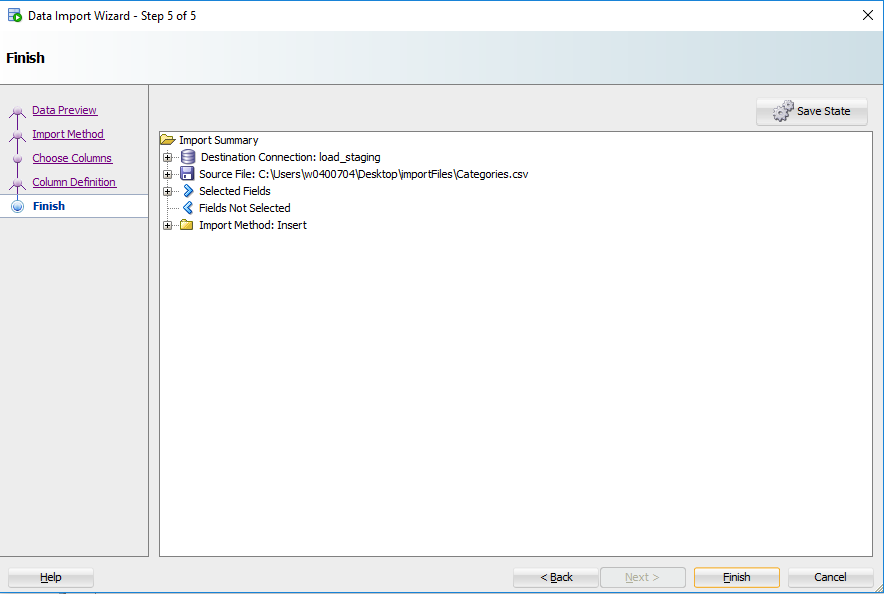 Data Import Wizard - Step 5 of 5
Finish
Data Preview
Import Method
Choose Columns
Column Definition
Finish
Save State
Import Summary
Destination Connection: load_staging
Source File: C:\Users\w0400704\Desktop\importFiles\Categories.csv
Selected Fields
Fields Not Selected
Import Method: Insert
Help
< Back
Next >
Finish
Cancel